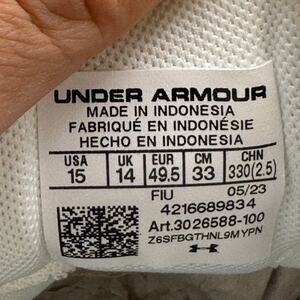 UNDER ARMOUR
MADE IN INDONESIA
FABRIQUÉ EN INDONÉSIE
HECHO EN INDONESIA
USA UK EUR CM CHN
15 14 49.5 33 330(2.5)
FIU 05/23
4216689834
Art.3026588-100
Z6SFBGTHNL9MYPN